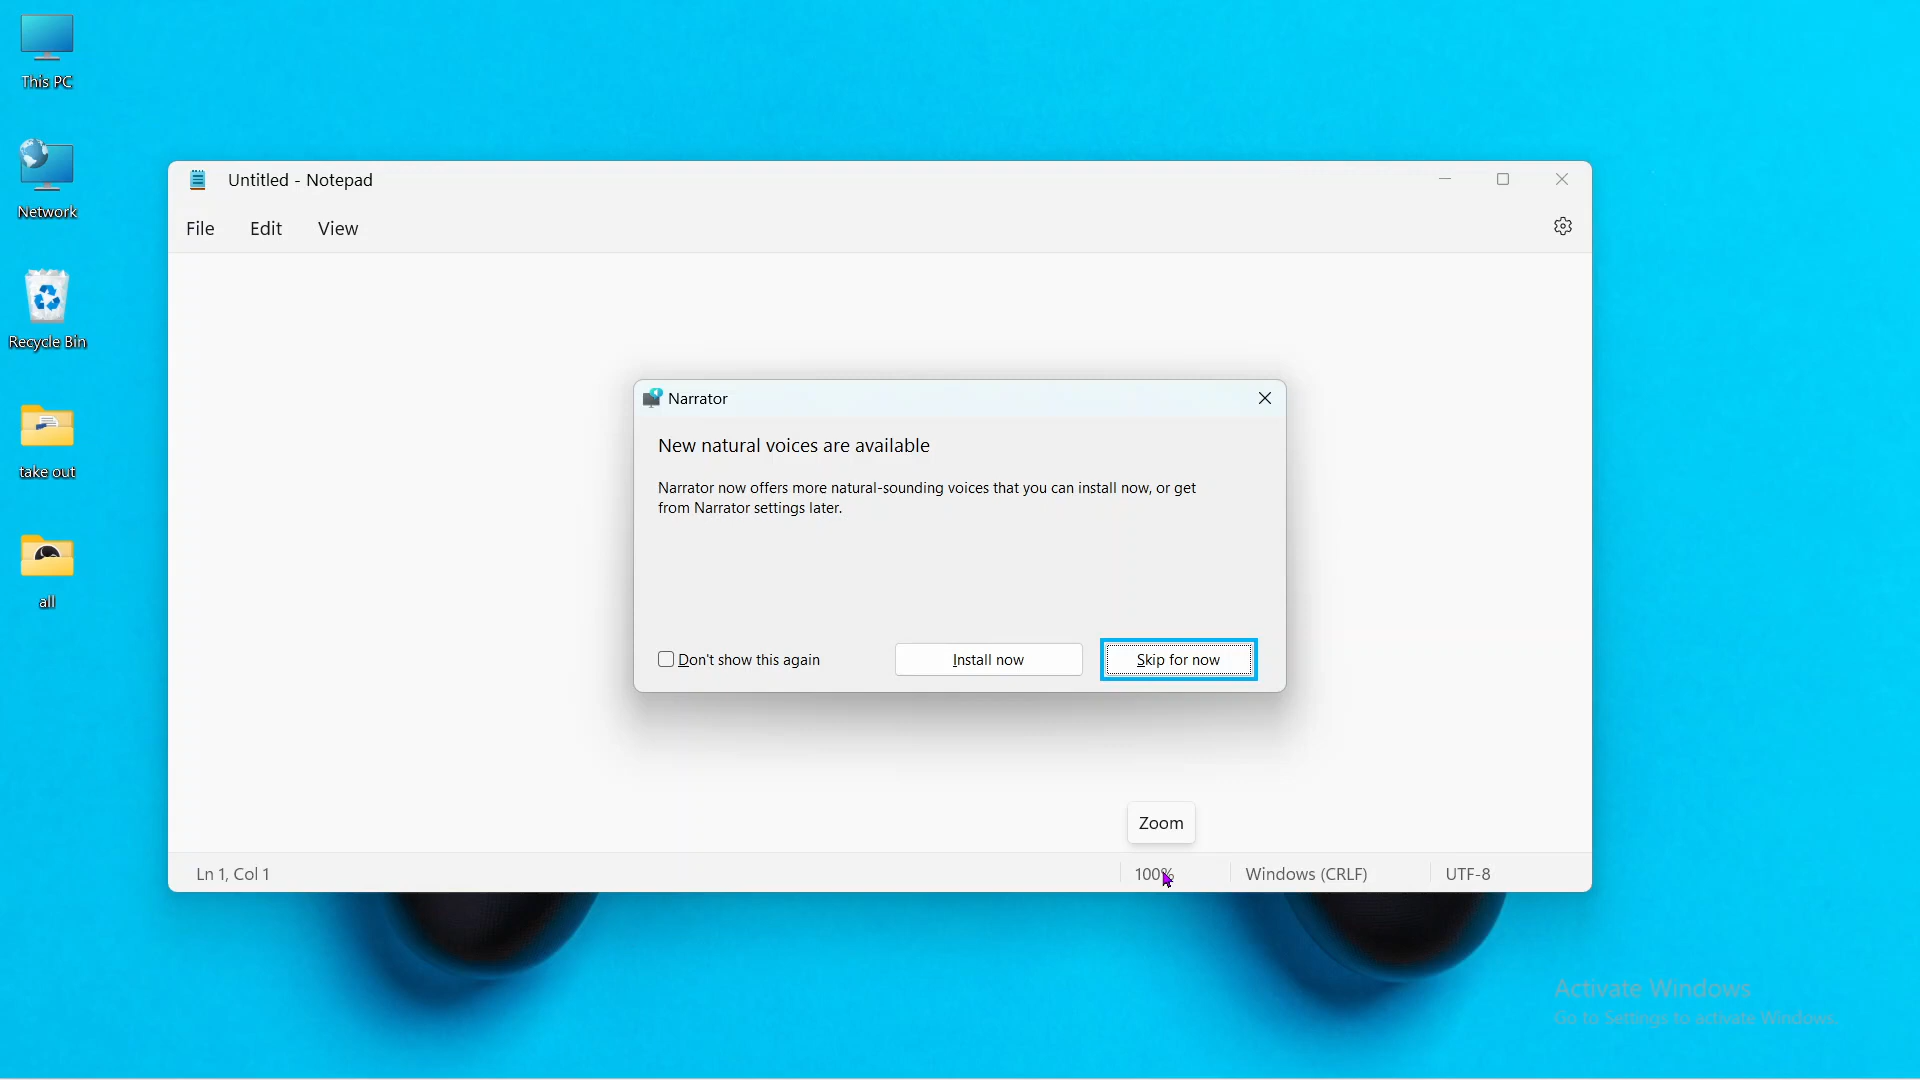 This PC
Network
Recycle Bin
take out
all
Untitled - Notepad
File Edit View
Narrator
New natural voices are available
Narrator now offers more natural-sounding voices that you can install now, or get
from Narrator settings later.
Don't show this again
Install now
Skip for now
Zoom
Ln 1, Col 1
100%
Windows (CRLF)
UTF-8
Activate Windows
Go to Settings to activate Windows.